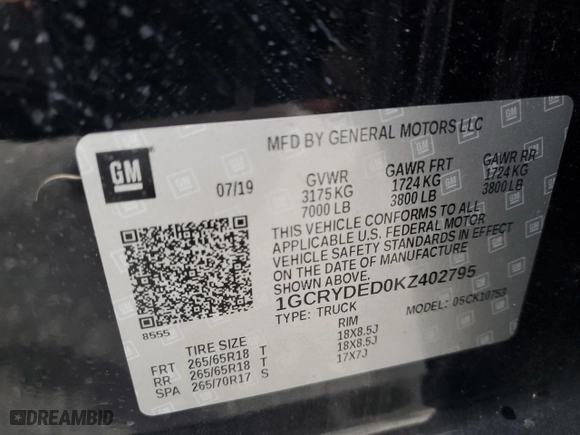 MFD BY GENERAL MOTORS LLC
GM
07/19 GVWR GAWR FRT GAWR RR
3175 KG 1724 KG 1724 KG
7000 LB 3800 LB 3800 LB
THIS VEHICLE CONFORMS TO ALL
APPLICABLE U.S. FEDERAL MOTOR
VEHICLE SAFETY STANDARDS IN EFFECT
ON THE DATE OF MANUFACTURE
SHOWN ABOVE.
1GCRYDED0KZ402795
TYPE: TRUCK MODEL: 05CK10753
8555
TIRE SIZE RIM
FRT 265/65R18 T 18X8.5J
RR 265/65R18 T 18X8.5J
SPA 265/70R17 S 17X7J
DREAMBID